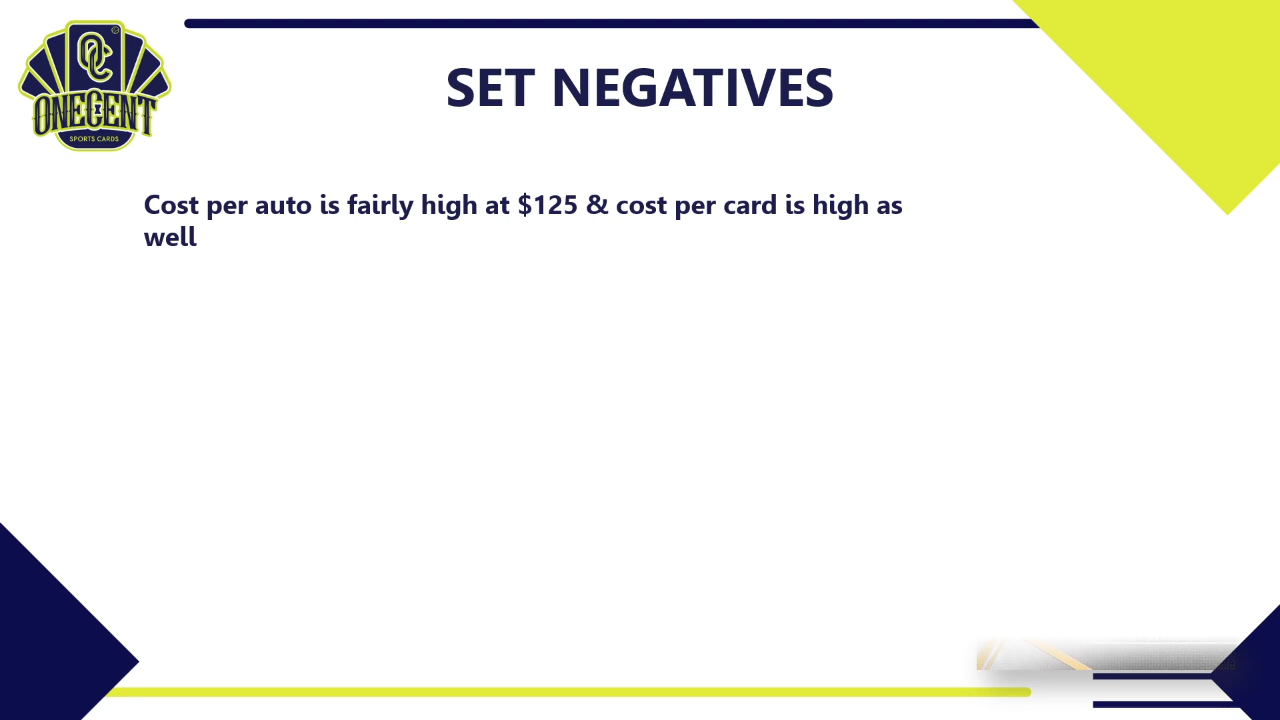 OC
ONECENT
SPORTS CARDS
SET NEGATIVES
Cost per auto is fairly high at $125 & cost per card is high as
well